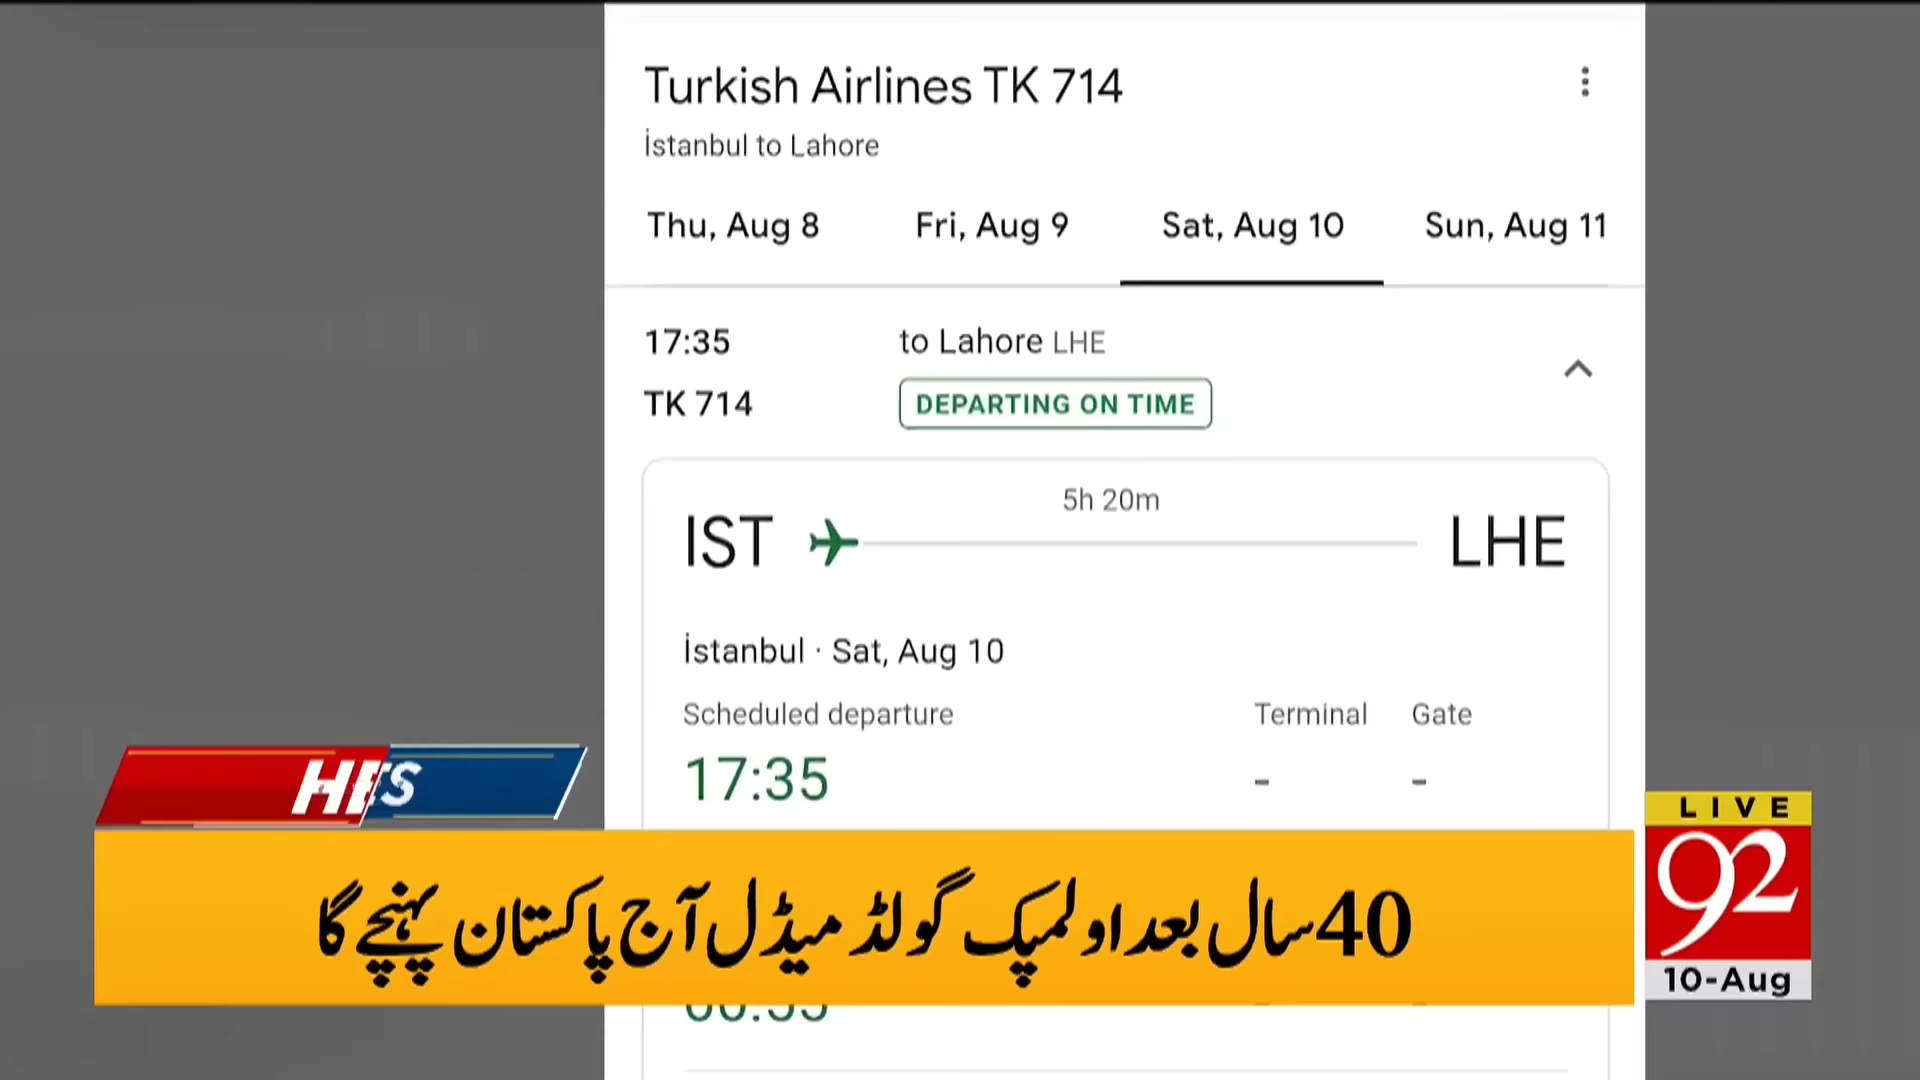 Turkish Airlines TK 714
İstanbul to Lahore
Thu, Aug 8 Fri, Aug 9 Sat, Aug 10 Sun, Aug 11
17:35 to Lahore LHE
TK 714 DEPARTING ON TIME
5h 20m
IST LHE
İstanbul · Sat, Aug 10
Scheduled departure Terminal Gate
17:35 - -
40سال بعد اولمپک گولڈ میڈل آج پاکستان پہنچے گا
LIVE
92
10-Aug